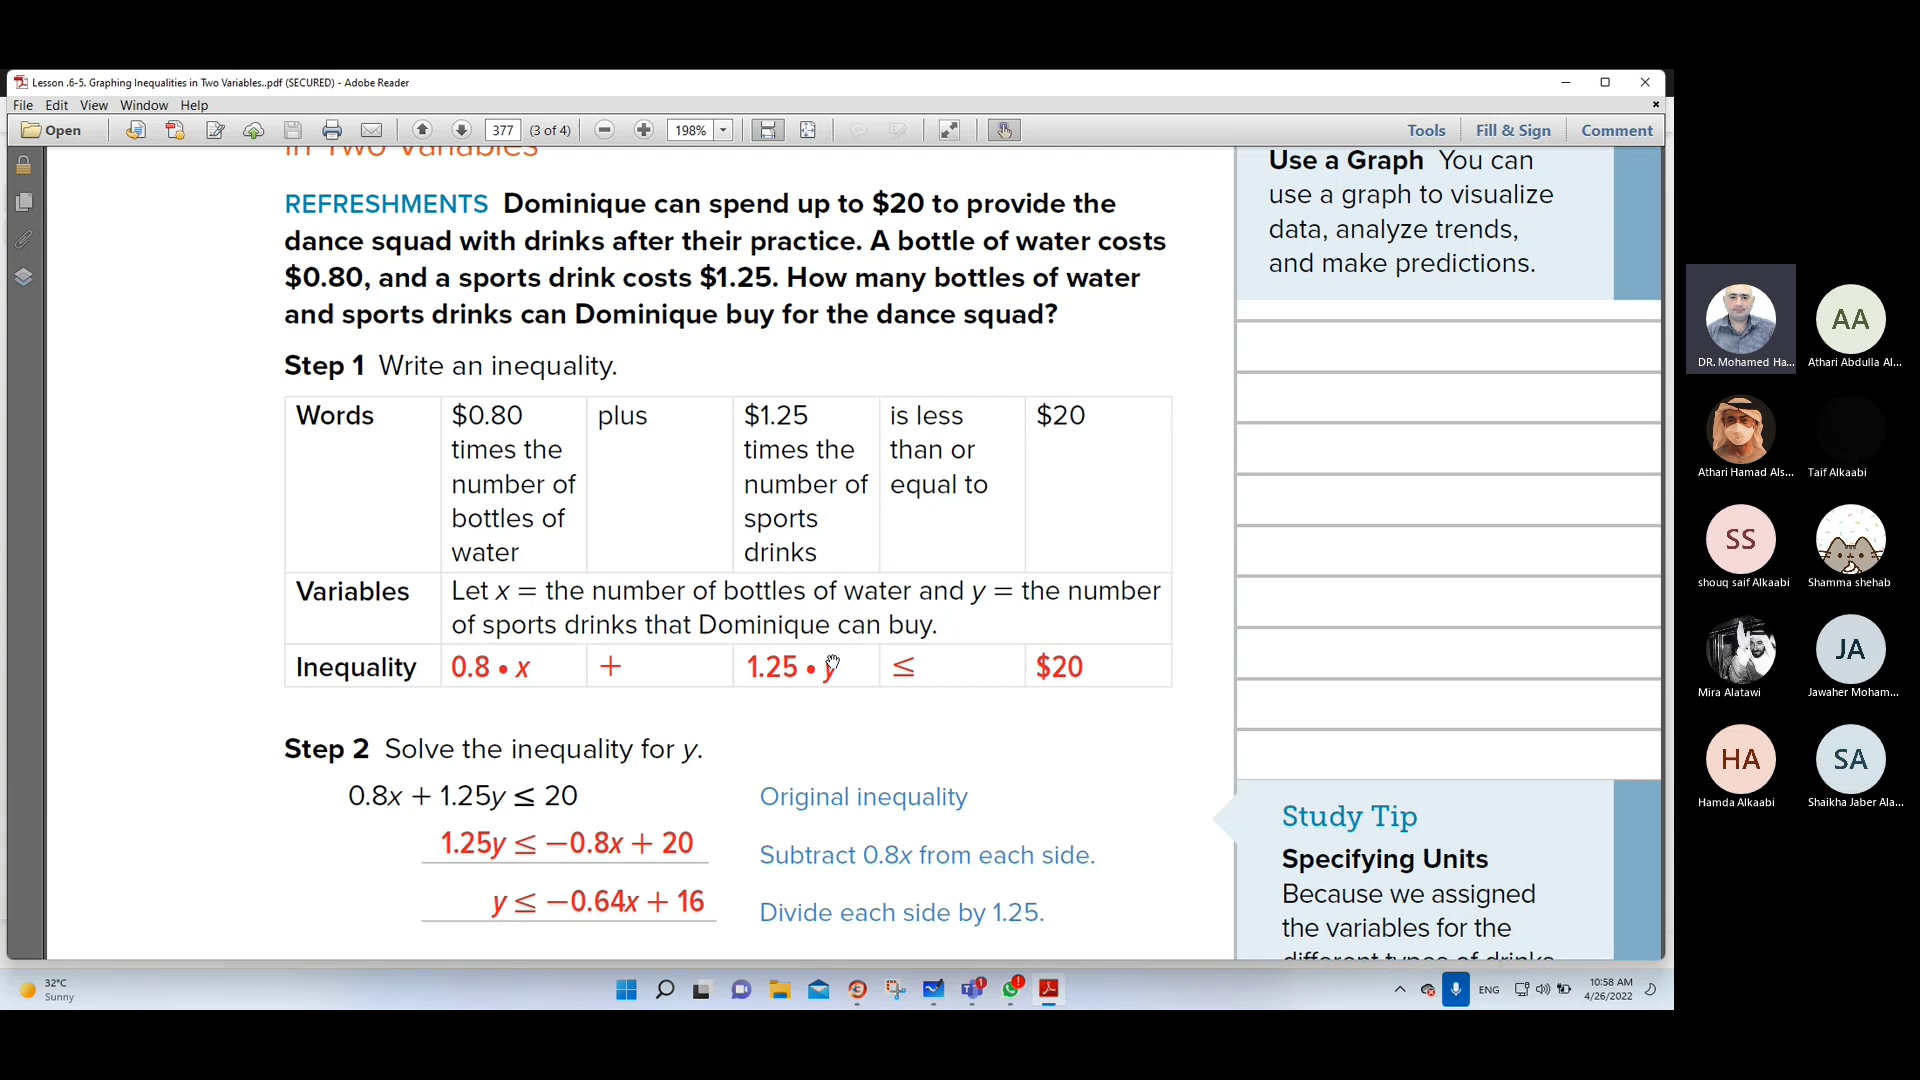 Lesson .6-5. Graphing Inequalities in Two Variables..pdf (SECURED) - Adobe Reader
File Edit View Window Help
Open 377 (3 of 4) 198% Tools Fill & Sign Comment
in Two Variables
REFRESHMENTS Dominique can spend up to $20 to provide the
dance squad with drinks after their practice. A bottle of water costs
$0.80, and a sports drink costs $1.25. How many bottles of water
and sports drinks can Dominique buy for the dance squad?
Step 1 Write an inequality.
Words
$0.80
times the
number of
bottles of
water
plus
$1.25
times the
number of
sports
drinks
is less
than or
equal to
$20
Variables
Let x = the number of bottles of water and y = the number
of sports drinks that Dominique can buy.
Inequality 0.8 • x + 1.25 • y ≤ $20
Step 2 Solve the inequality for y.
0.8x + 1.25y ≤ 20 Original inequality
1.25y ≤ −0.8x + 20 Subtract 0.8x from each side.
y ≤ −0.64x + 16 Divide each side by 1.25.
Use a Graph You can
use a graph to visualize
data, analyze trends,
and make predictions.
Study Tip
Specifying Units
Because we assigned
the variables for the
different types of drinks
DR. Mohamed Ha...
AA
Athari Abdulla Al...
Athari Hamad Als...
Taif Alkaabi
SS
shouq saif Alkaabi
Shamma shehab
Mira Alatawi
JA
Jawaher Moham...
HA
Hamda Alkaabi
SA
Shaikha Jaber Ala...
32°C
Sunny
ENG
10:58 AM
4/26/2022